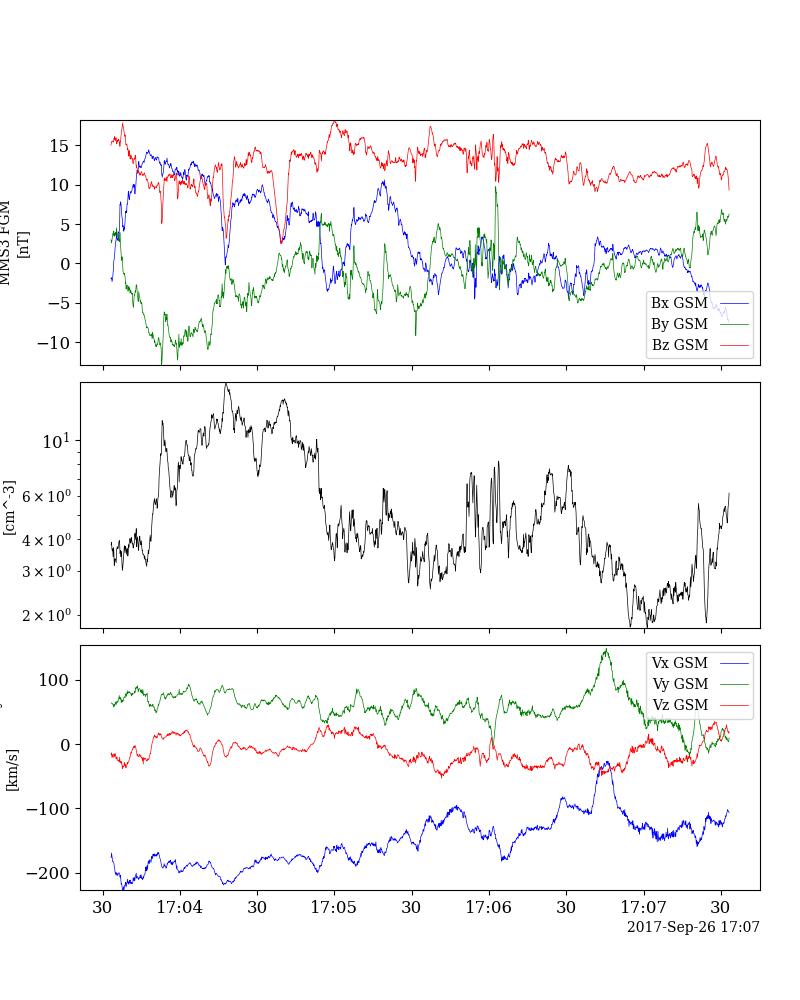 MMS3 FGM
[nT]
15
10
5
0
−5
−10
Bx GSM
By GSM
Bz GSM
[cm^-3]
10^1
6 × 10^0
4 × 10^0
3 × 10^0
2 × 10^0
[km/s]
100
0
−100
−200
Vx GSM
Vy GSM
Vz GSM
30 17:04 30 17:05 30 17:06 30 17:07 30
2017-Sep-26 17:07